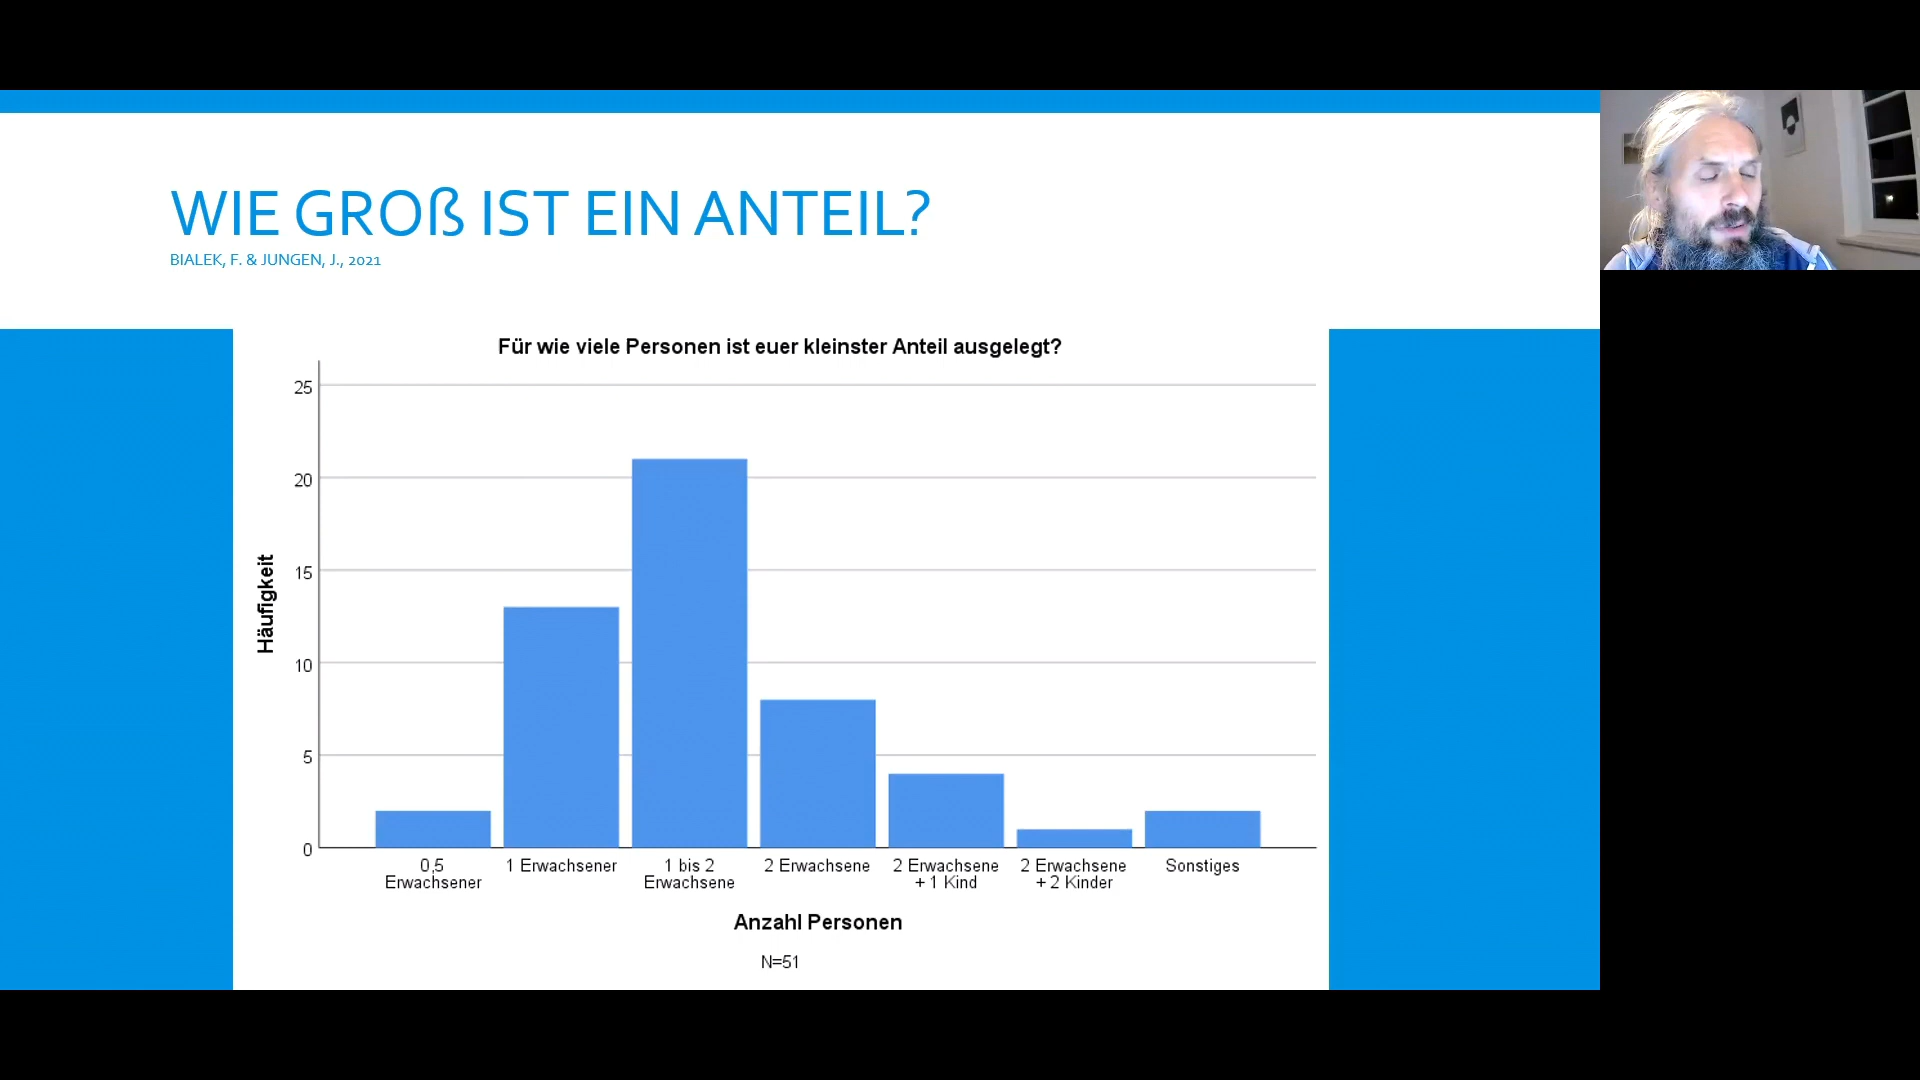 WIE GROß IST EIN ANTEIL?
BIALEK, F. & JUNGEN, J., 2021
Für wie viele Personen ist euer kleinster Anteil ausgelegt?
Häufigkeit
25
20
15
10
5
0
0,5
Erwachsener
1 Erwachsener
1 bis 2
Erwachsene
2 Erwachsene
2 Erwachsene
+ 1 Kind
2 Erwachsene
+ 2 Kinder
Sonstiges
Anzahl Personen
N=51